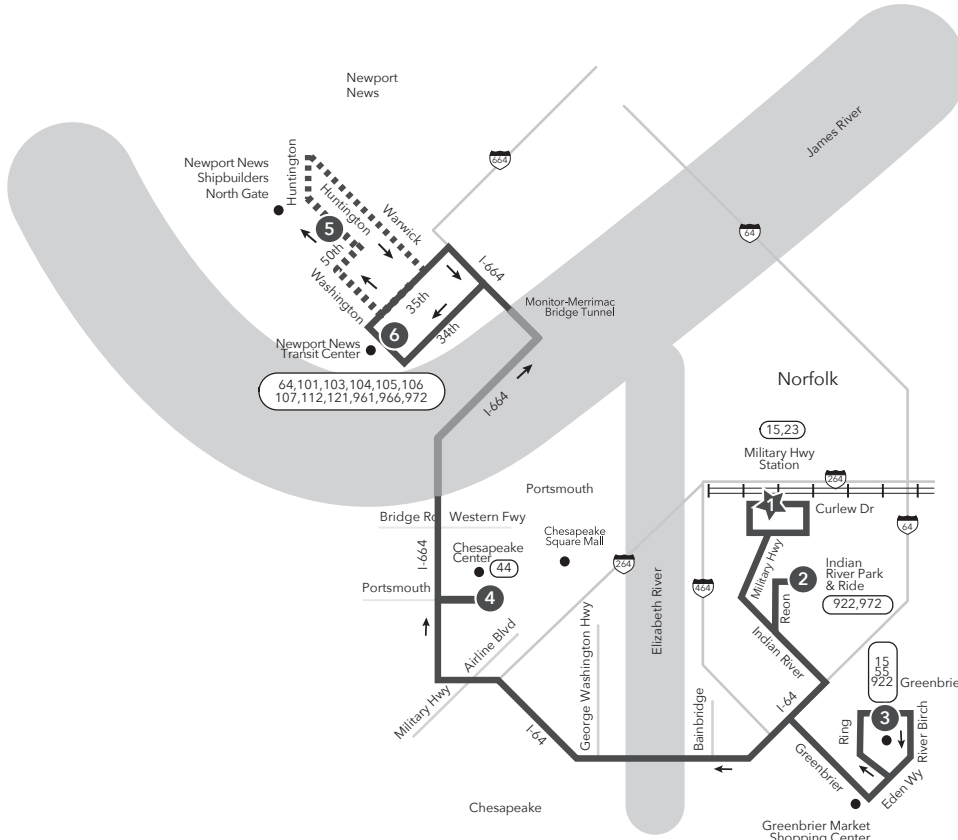 Newport
News
James River
664
Newport News
Shipbuilders
North Gate
Huntington
Huntington
Warwick
5
50th
Washington
64
I-664
35th
34th
Monitor-Merrimac
Bridge Tunnel
6
Newport News
Transit Center
64,101,103,104,105,106
107,112,121,961,966,972
I-664
Norfolk
15,23
Military Hwy
Station
264
1
Curlew Dr
Portsmouth
Bridge Rd
Western Fwy
64
I-664
Chesapeake
Center
44
Chesapeake
Square Mall
264
Elizabeth River
464
Military Hwy
2
Indian
River Park
& Ride
922,972
Reon
Portsmouth
4
Airline Blvd
Military Hwy
George Washington Hwy
Indian River
15
55
922
Greenbrier
I-64
I-64
Bainbridge
3
Ring
River Birch
Greenbrier
Eden Wy
Chesapeake
Greenbrier Market
Shopping Center